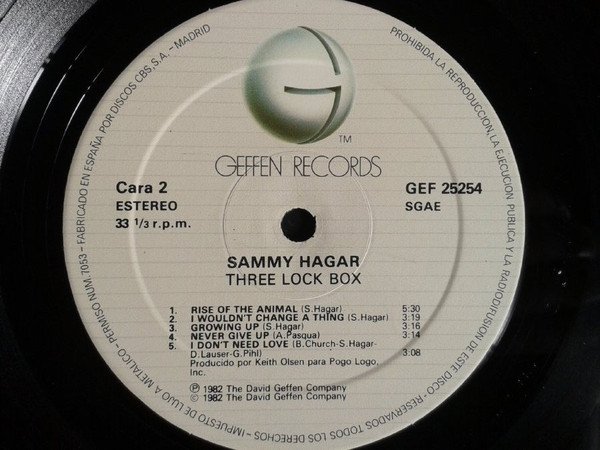 FABRICADO EN ESPAÑA POR DISCOS CBS, S.A. - MADRID
PROHIBIDA LA REPRODUCCION, LA EJECUCION PUBLICA Y LA RADIODIFUSION DE ESTE DISCO - RESERVADOS TODOS LOS DERECHOS - IMPUESTO DE LUJO A METALICO - PERMISO NUM. 7053 -
G
TM
GEFFEN RECORDS
Cara 2
GEF 25254
ESTEREO
SGAE
33 1/3 r.p.m.
SAMMY HAGAR
THREE LOCK BOX
1. RISE OF THE ANIMAL (S.Hagar) 5:30
2. I WOULDN'T CHANGE A THING (S.Hagar) 3:19
3. GROWING UP (S.Hagar) 3:16
4. NEVER GIVE UP (A.Pasqua) 3:14
5. I DON'T NEED LOVE (B.Church-S.Hagar-
D.Lauser-G.Pihl) 3:08
Producido por Keith Olsen para Pogo Logo,
Inc.
Ⓟ 1982 The David Geffen Company
© 1982 The David Geffen Company